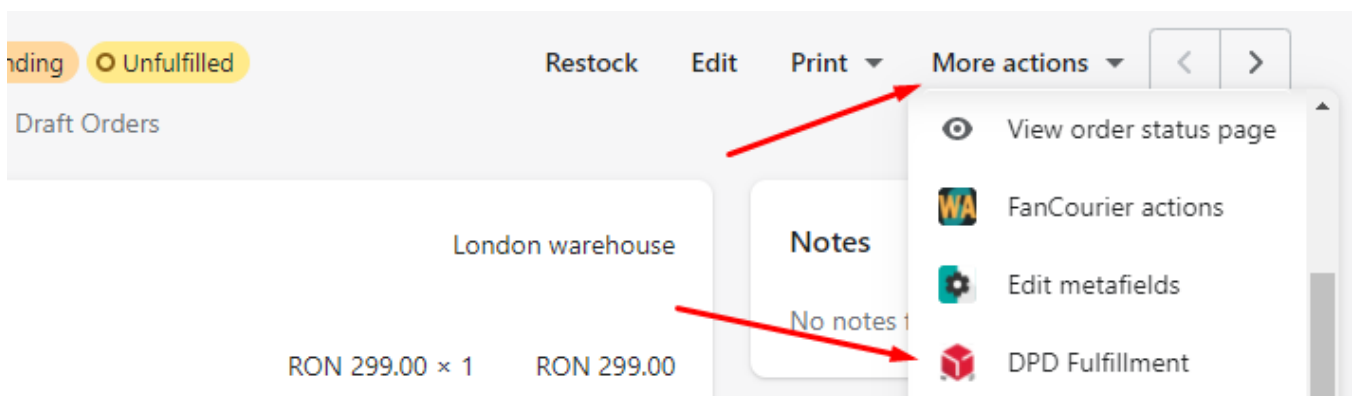 nding Unfulfilled Restock Edit Print More actions
Draft Orders
View order status page
WA FanCourier actions
London warehouse Notes
Edit metafields
No notes f
RON 299.00 × 1 RON 299.00
DPD Fulfillment